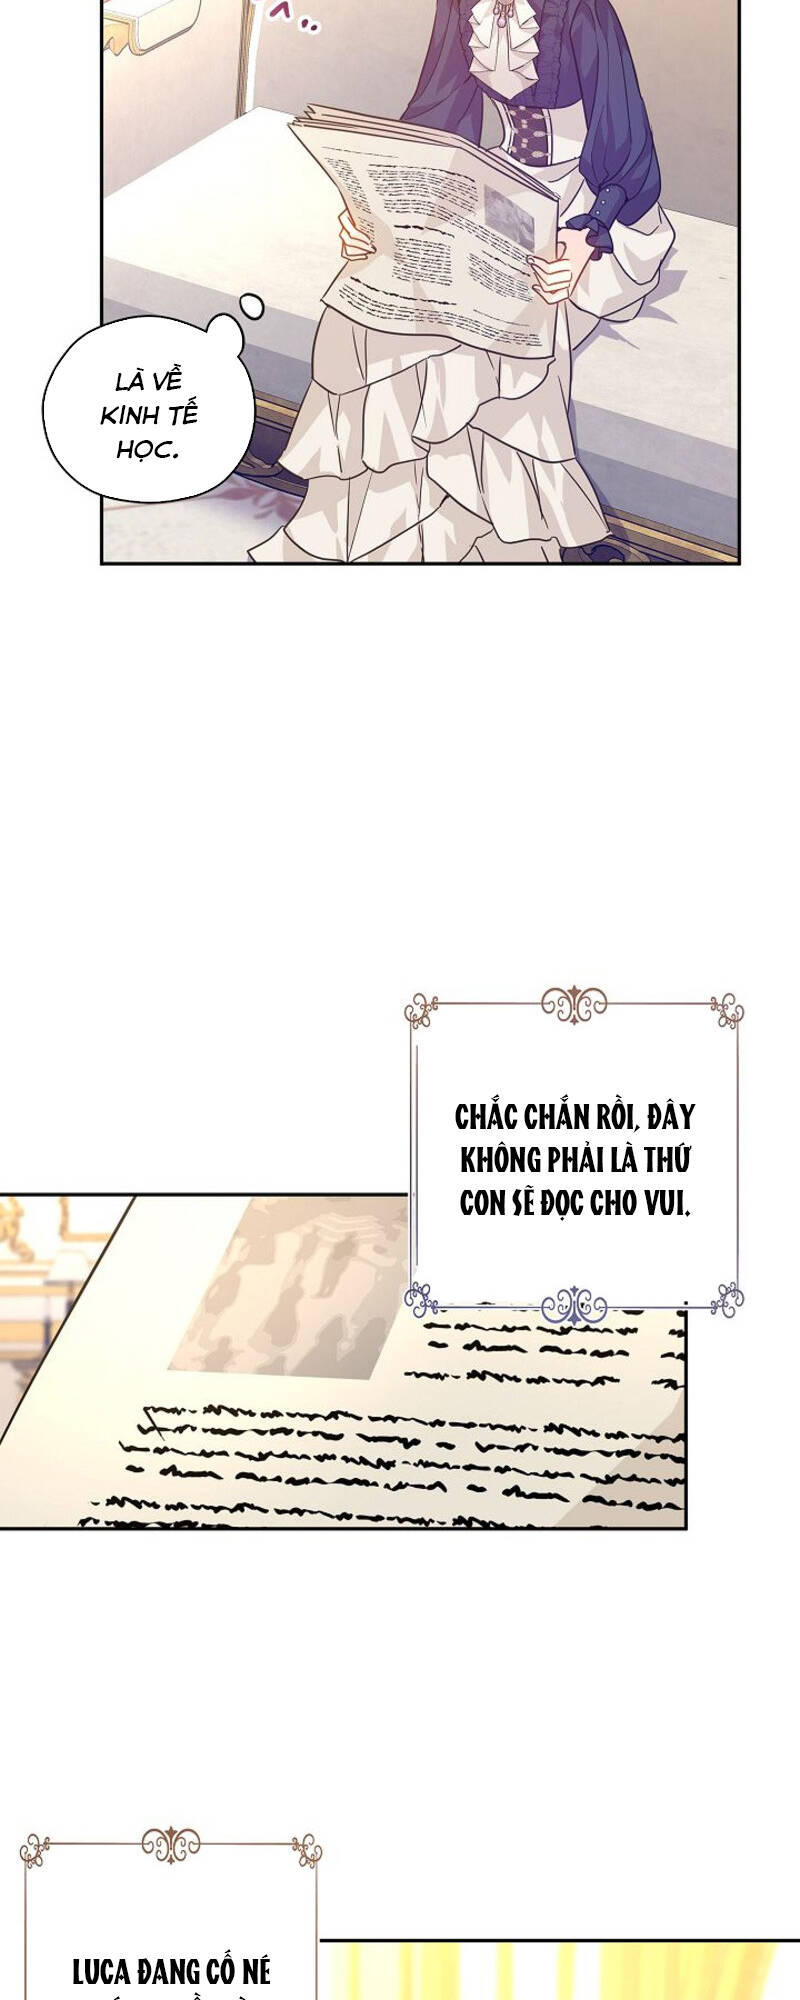 LÀ VỀ
KINH TẾ
HỌC.
CHẮC CHẮN RỒI, ĐÂY
KHÔNG PHẢI LÀ THỨ
CON SẼ ĐỌC CHO VUI.
LUCA ĐANG CỐ NÉ